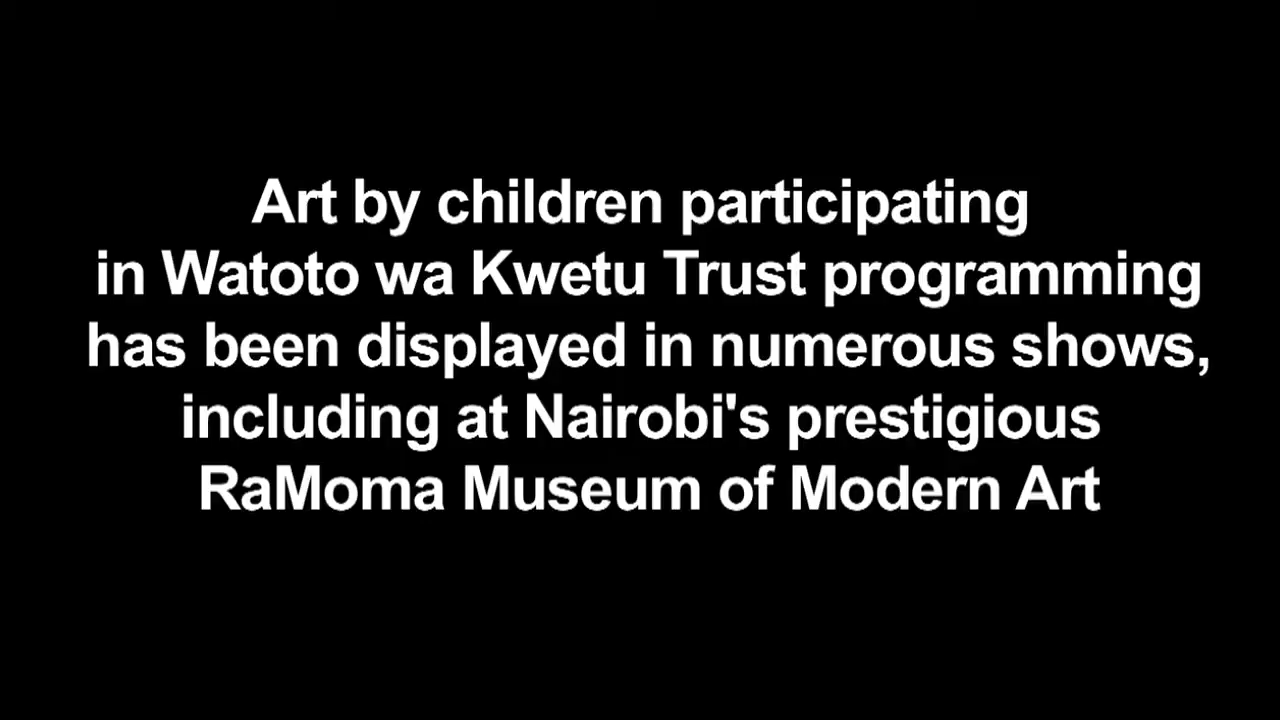 Art by children participating
in Watoto wa Kwetu Trust programming
has been displayed in numerous shows,
including at Nairobi's prestigious
RaMoma Museum of Modern Art